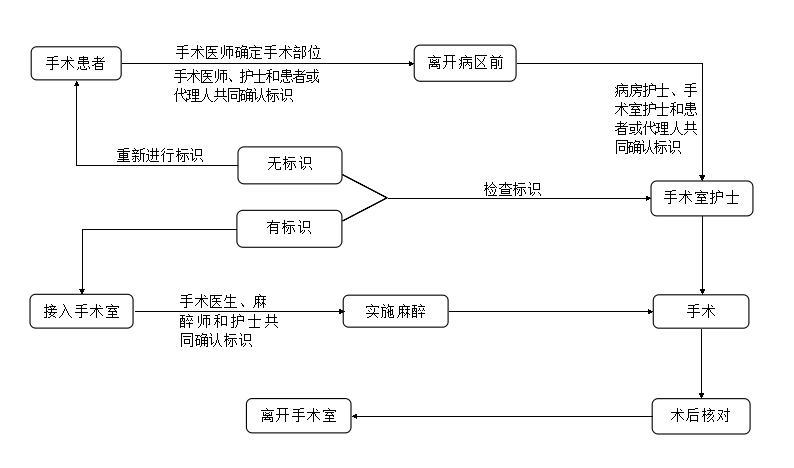 手术患者
手术医师确定手术部位
手术医师、护士和患者或
代理人共同确认标识
离开病区前
病房护士、手
术室护士和患
者或代理人共
同确认标识
重新进行标识
无标识
检查标识
手术室护士
有标识
接入手术室
手术医生、麻
醉师和护士共
同确认标识
实施麻醉
手术
离开手术室
术后核对